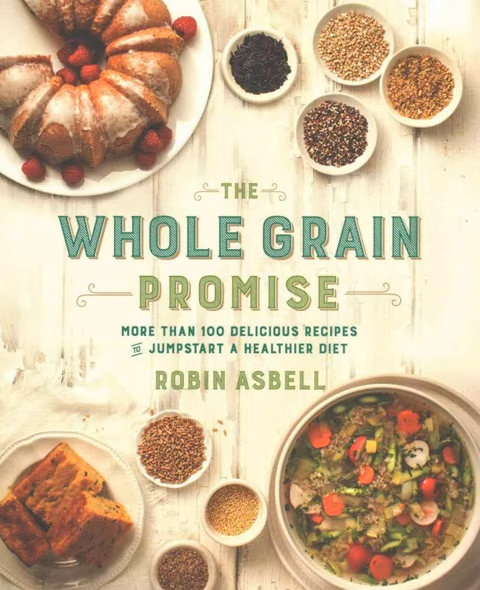 THE
WHOLE GRAIN
PROMISE
MORE THAN 100 DELICIOUS RECIPES
TO JUMPSTART A HEALTHIER DIET
ROBIN ASBELL